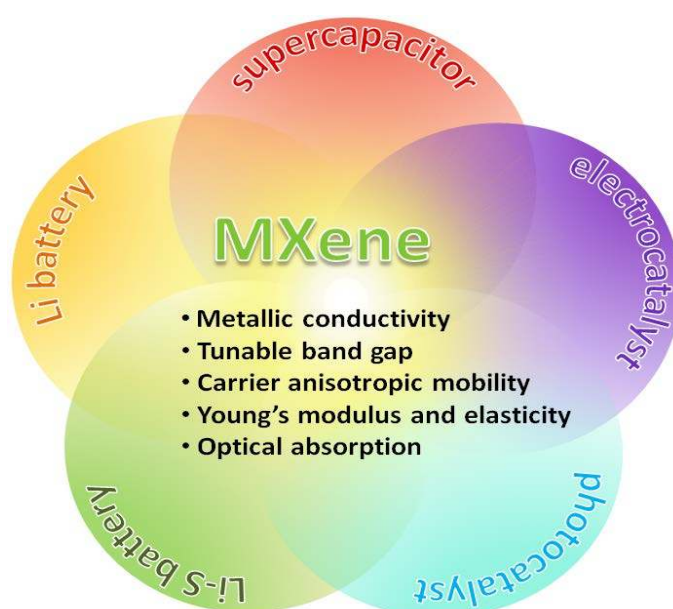 supercapacitor
electrocatalyst
Li battery
MXene
• Metallic conductivity
• Tunable band gap
• Carrier anisotropic mobility
• Young's modulus and elasticity
• Optical absorption
Li-S battery
photocatalyst